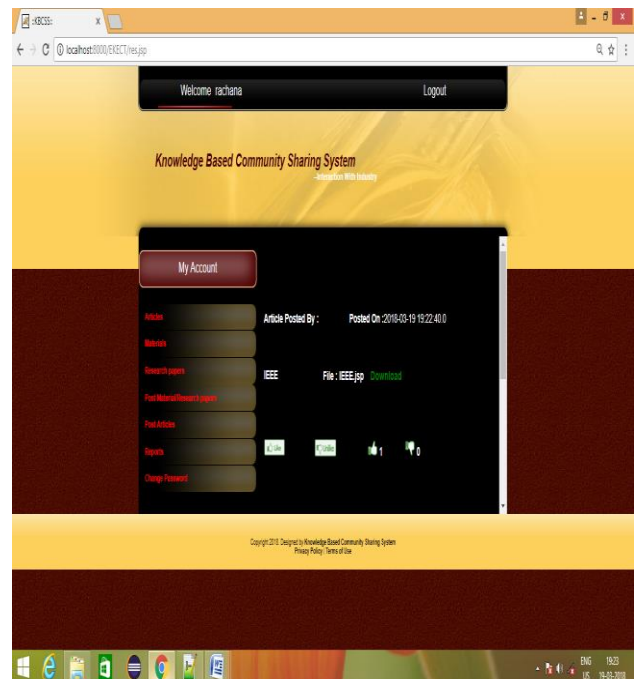 ::KBCSS::
localhost:8000/EKECT/res.jsp
Welcome rachana Logout
Knowledge Based Community Sharing System
--Interaction With Industry
My Account
Articles
Article Posted By : Posted On :2018-03-19 19:22:40.0
Materials
Research papers
IEEE File : IEEE.jsp Download
Post Material/Research papers
Post Articles
Reports
Like Unlike 1 0
Change Password
Copyright 2018. Designed by Knowledge Based Community Sharing System
Privacy Policy | Terms of Use
ENG 19:23
US 19-03-2018